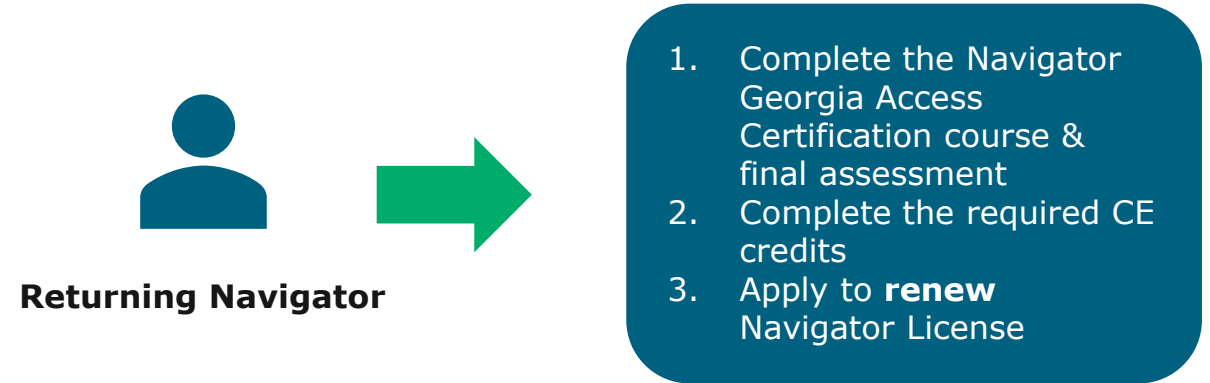 Returning Navigator
1. Complete the Navigator
Georgia Access
Certification course &
final assessment
2. Complete the required CE
credits
3. Apply to renew
Navigator License